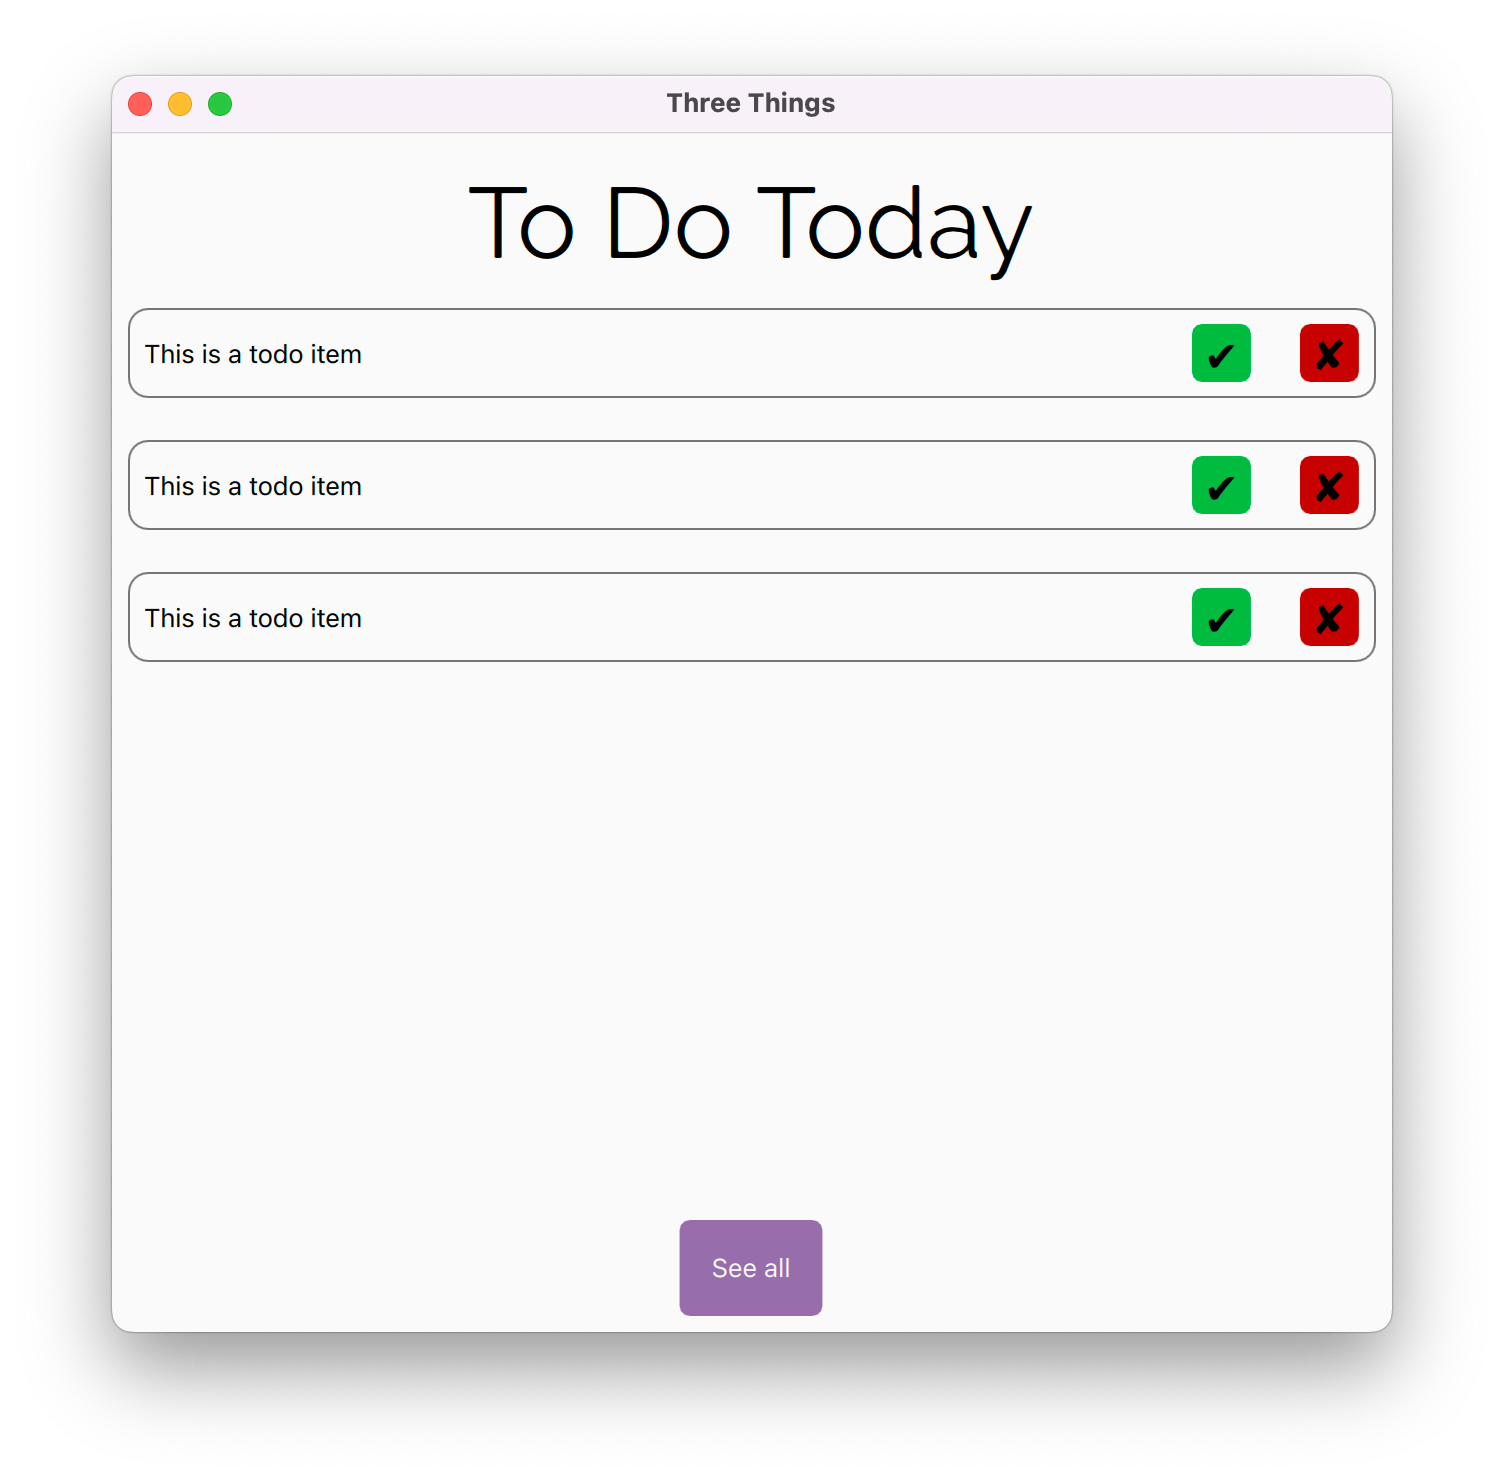 Three Things
To Do Today
This is a todo item ✔ ✘
This is a todo item ✔ ✘
This is a todo item ✔ ✘
See all